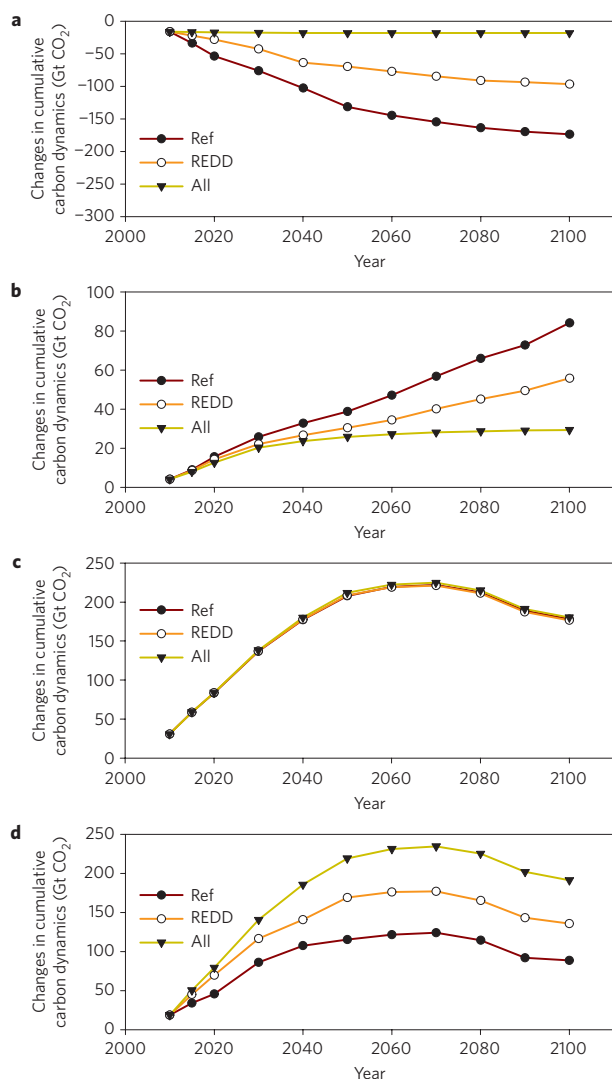 a
0
−50
−100
−150
−200
−250
−300
Changes in cumulative
carbon dynamics (Gt CO2)
Ref
REDD
All
2000 2020 2040 2060 2080 2100
Year
b
100
80
60
40
20
0
Changes in cumulative
carbon dynamics (Gt CO2)
Ref
REDD
All
2000 2020 2040 2060 2080 2100
Year
c
250
200
150
100
50
0
Changes in cumulative
carbon dynamics (Gt CO2)
Ref
REDD
All
2000 2020 2040 2060 2080 2100
Year
d
250
200
150
100
50
0
Changes in cumulative
carbon dynamics (Gt CO2)
Ref
REDD
All
2000 2020 2040 2060 2080 2100
Year